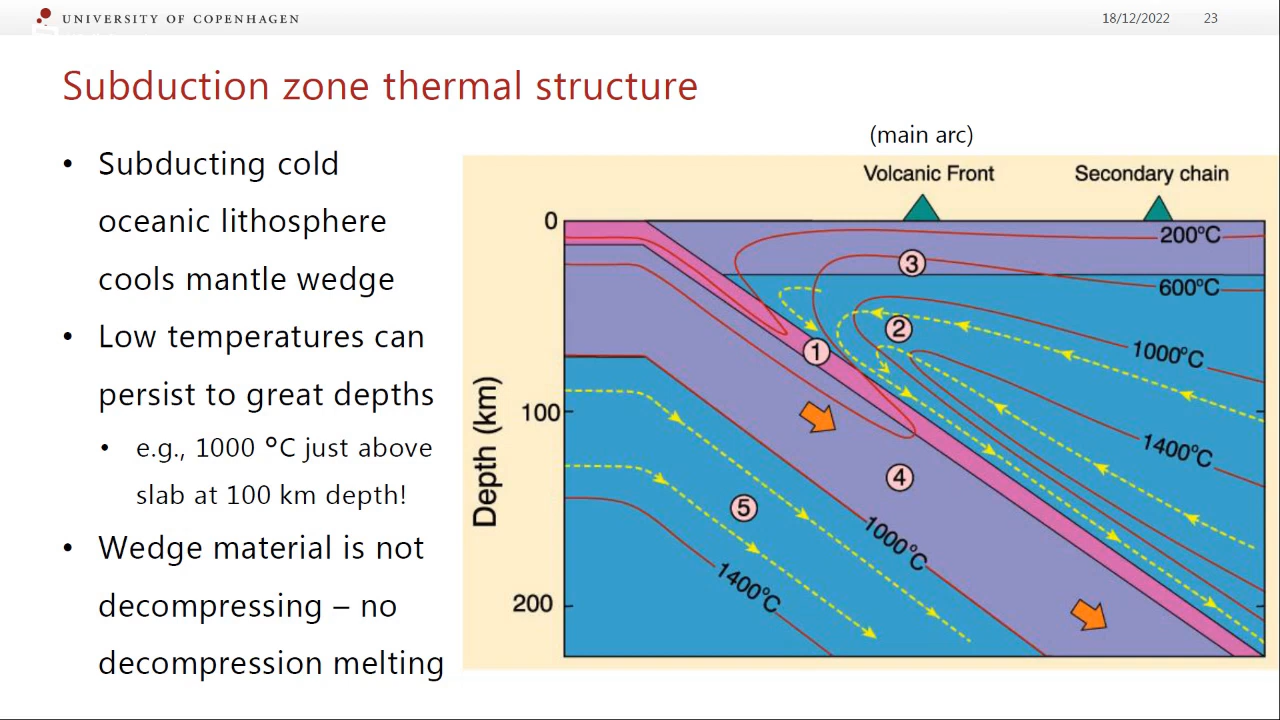 UNIVERSITY OF COPENHAGEN
18/12/2022
23
Subduction zone thermal structure
• Subducting cold
oceanic lithosphere
cools mantle wedge
• Low temperatures can
persist to great depths
• e.g., 1000 °C just above
slab at 100 km depth!
• Wedge material is not
decompressing – no
decompression melting
(main arc)
Volcanic Front
Secondary chain
0
200°C
3
600°C
2
1000°C
1
Depth (km)
100
1400°C
4
5
1000°C
1400°C
200